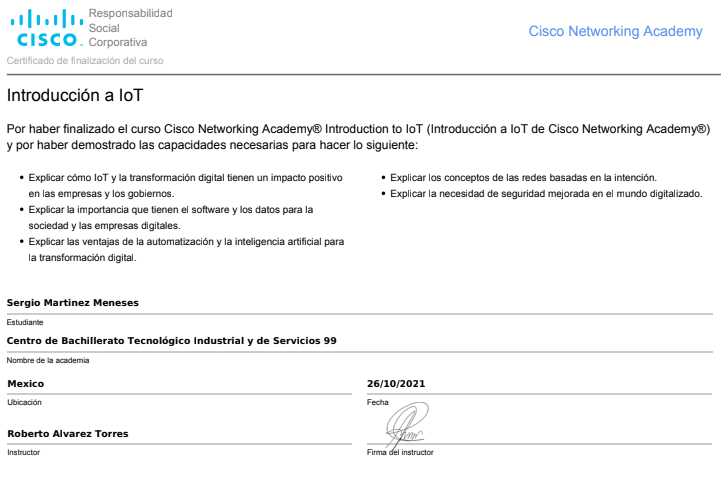 Responsabilidad
Social
Corporativa
CISCO
Cisco Networking Academy
Certificado de finalización del curso
Introducción a IoT
Por haber finalizado el curso Cisco Networking Academy® Introduction to IoT (Introducción a IoT de Cisco Networking Academy®)
y por haber demostrado las capacidades necesarias para hacer lo siguiente:
• Explicar cómo IoT y la transformación digital tienen un impacto positivo
en las empresas y los gobiernos.
• Explicar la importancia que tienen el software y los datos para la
sociedad y las empresas digitales.
• Explicar las ventajas de la automatización y la inteligencia artificial para
la transformación digital.
• Explicar los conceptos de las redes basadas en la intención.
• Explicar la necesidad de seguridad mejorada en el mundo digitalizado.
Sergio Martinez Meneses
Estudiante
Centro de Bachillerato Tecnológico Industrial y de Servicios 99
Nombre de la academia
Mexico
Ubicación
26/10/2021
Fecha
Roberto Alvarez Torres
Instructor
Firma del instructor